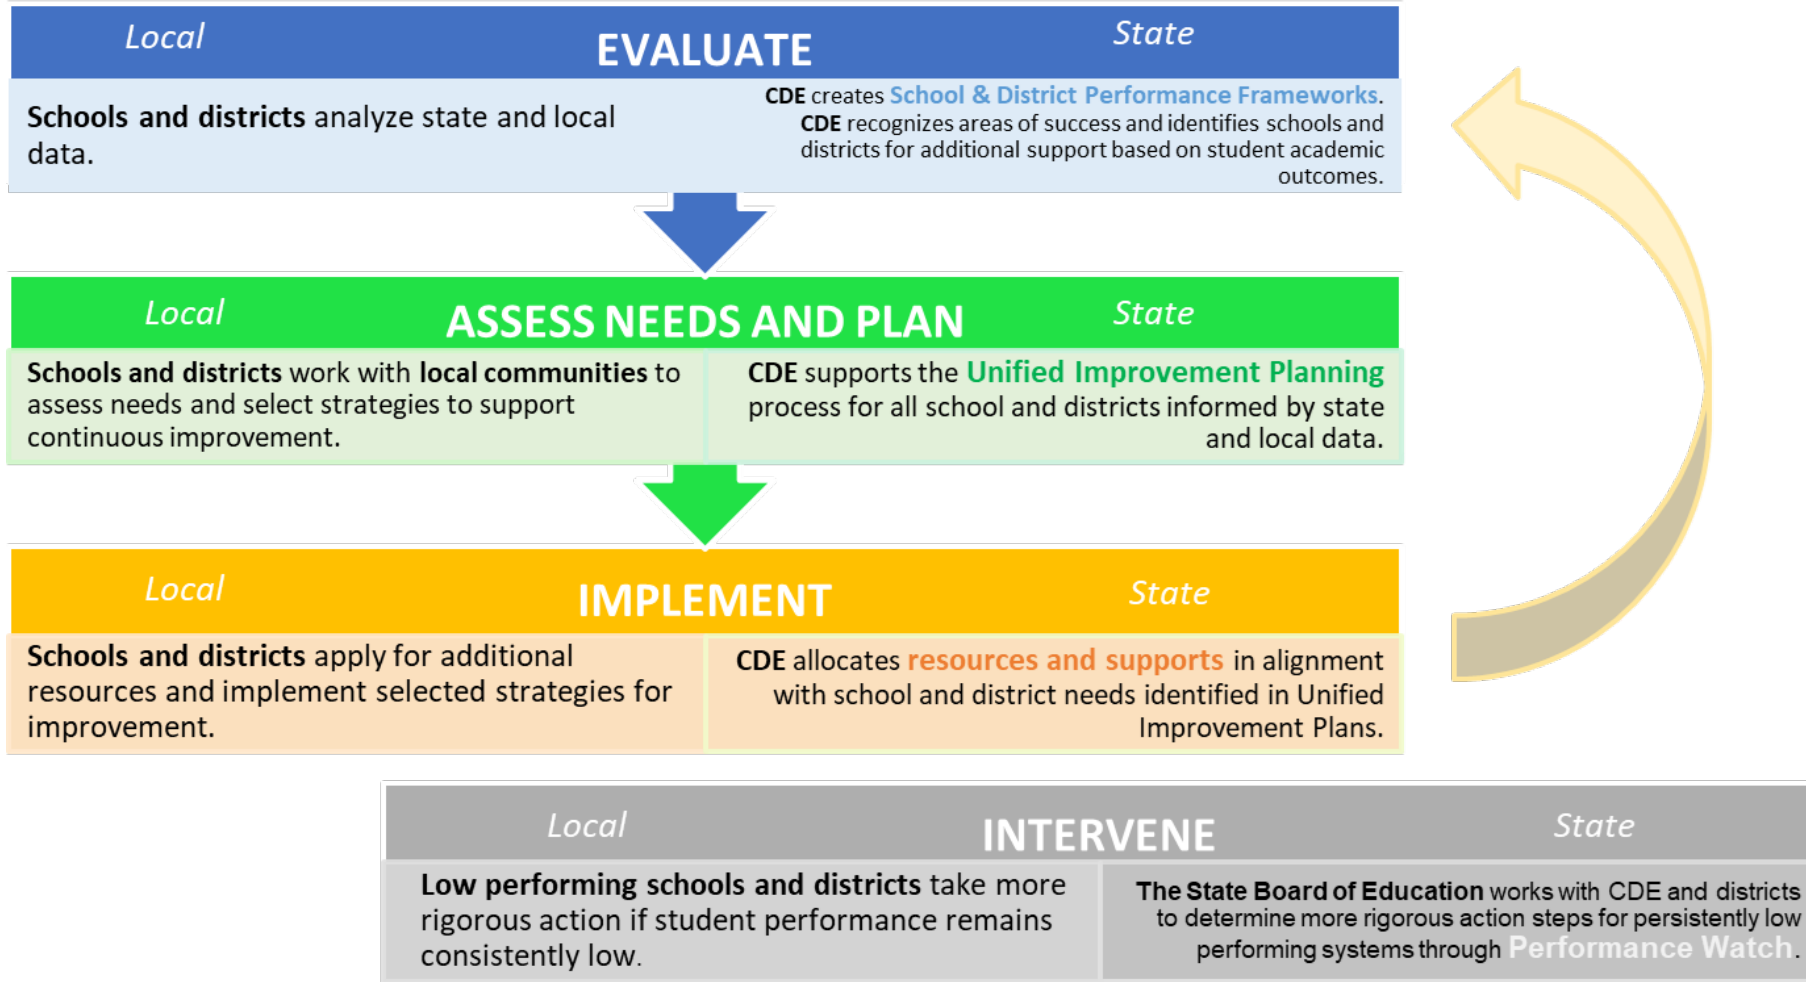 Local
EVALUATE
State
Schools and districts analyze state and local
data.
CDE creates School & District Performance Frameworks.
CDE recognizes areas of success and identifies schools and
districts for additional support based on student academic
outcomes.
Local
ASSESS NEEDS AND PLAN
State
Schools and districts work with local communities to
assess needs and select strategies to support
continuous improvement.
CDE supports the Unified Improvement Planning
process for all school and districts informed by state
and local data.
Local
IMPLEMENT
State
Schools and districts apply for additional
resources and implement selected strategies for
improvement.
CDE allocates resources and supports in alignment
with school and district needs identified in Unified
Improvement Plans.
Local
INTERVENE
State
Low performing schools and districts take more
rigorous action if student performance remains
consistently low.
The State Board of Education works with CDE and districts
to determine more rigorous action steps for persistently low
performing systems through Performance Watch.